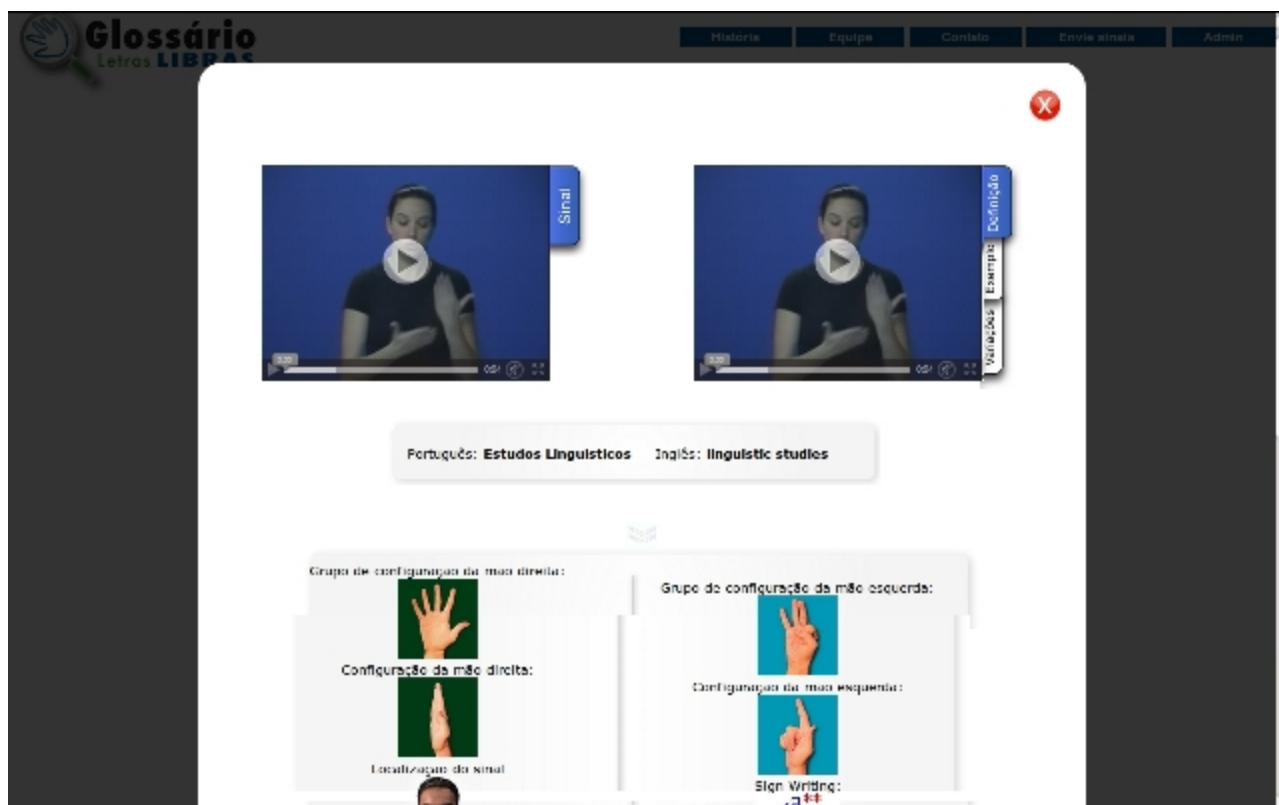 Glossário
Letras LIBRAS
História Equipe Contato Envie sinais Admin
X
Sinal
Definição
Exemplo
Variações
Português: Estudos Linguisticos Inglês: linguistic studies
Grupo de configuração da mão direita:
Grupo de configuração da mão esquerda:
Configuração da mão direita:
Configuração da mão esquerda:
Localização do sinal
Sign Writing: